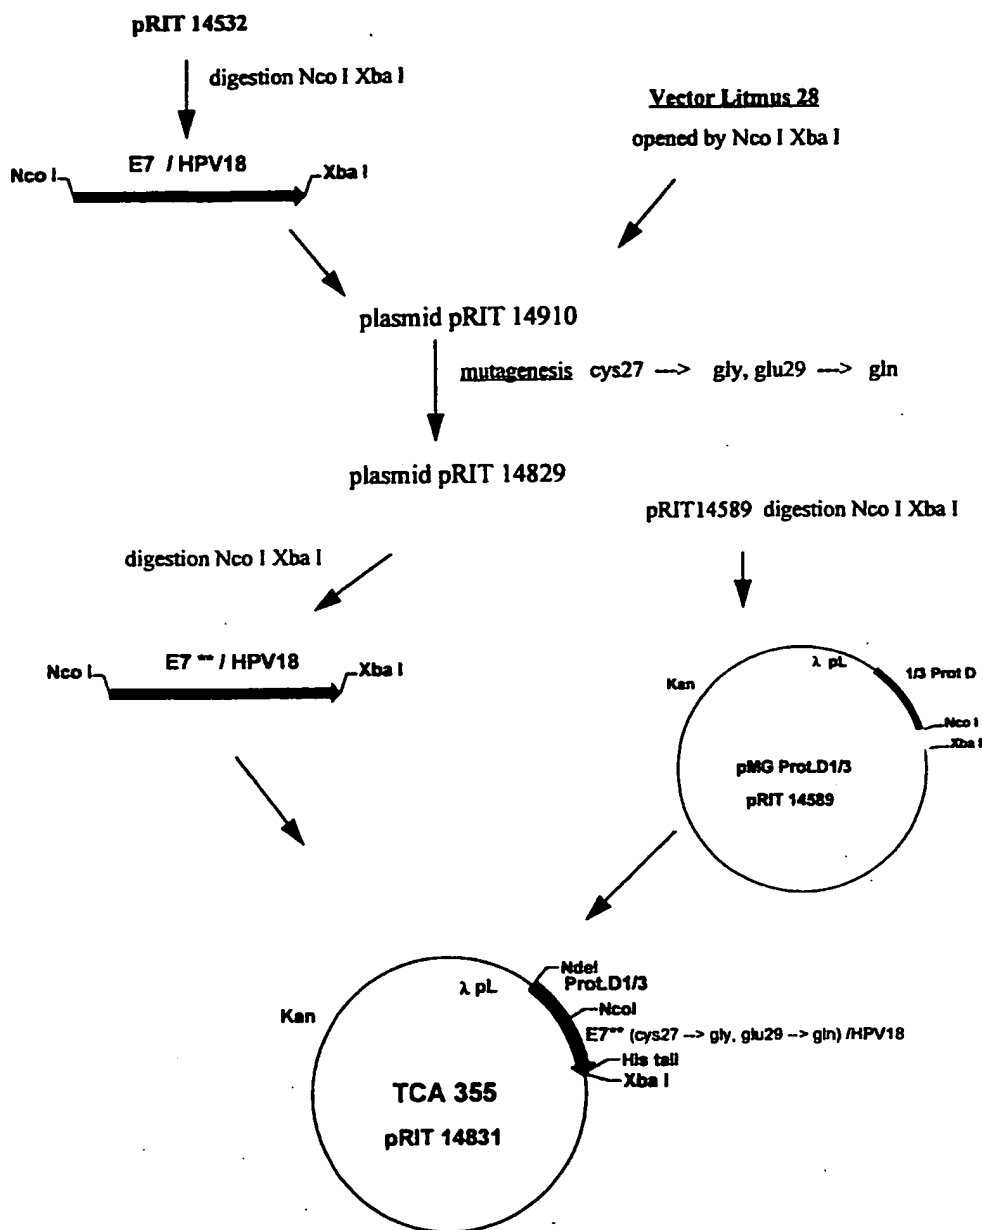 pRIT 14532
digestion Nco I Xba I
Vector Litmus 28
opened by Nco I Xba I
E7 / HPV18
Nco I
Xba I
plasmid pRIT 14910
mutagenesis cys27 ---> gly, glu29 ---> gln
plasmid pRIT 14829
pRIT14589 digestion Nco I Xba I
digestion Nco I Xba I
E7 ** / HPV18
Nco I
Xba I
λ pL
1/3 Prot D
Kan
Nco I
Xba I
pMG Prot.D1/3
pRIT 14589
NdeI
λ pL
Prot.D1/3
Kan
NcoI
E7** (cys27 --> gly, glu29 --> gln) /HPV18
His tail
Xba I
TCA 355
pRIT 14831